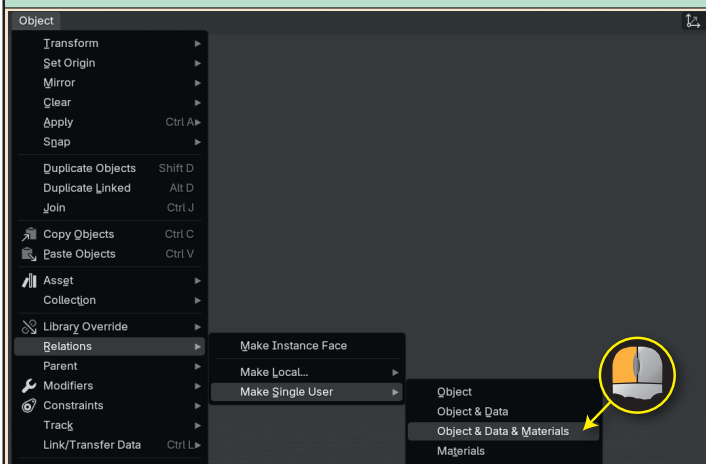 Object
Transform
Set Origin
Mirror
Clear
Apply Ctrl A
Snap
Duplicate Objects Shift D
Duplicate Linked Alt D
Join Ctrl J
Copy Objects Ctrl C
Paste Objects Ctrl V
Asset
Collection
Library Override
Relations
Parent
Modifiers
Constraints
Track
Link/Transfer Data Ctrl L
Make Instance Face
Make Local...
Make Single User
Object
Object & Data
Object & Data & Materials
Materials